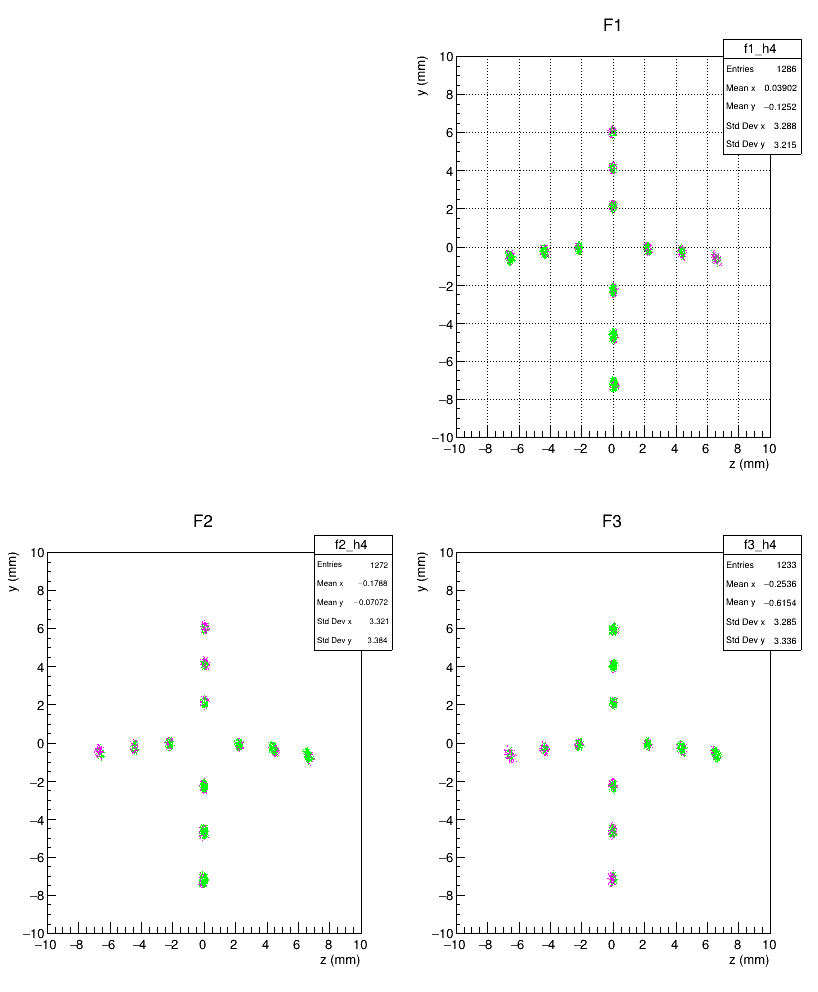 F1
f1_h4
Entries 1286
Mean x 0.03902
Mean y −0.1252
Std Dev x 3.288
Std Dev y 3.215
y (mm)
10
8
6
4
2
0
−2
−4
−6
−8
−10
−10 −8 −6 −4 −2 0 2 4 6 8 10
z (mm)
F2
f2_h4
Entries 1272
Mean x −0.1788
Mean y −0.07072
Std Dev x 3.321
Std Dev y 3.384
y (mm)
10
8
6
4
2
0
−2
−4
−6
−8
−10
−10 −8 −6 −4 −2 0 2 4 6 8 10
z (mm)
F3
f3_h4
Entries 1233
Mean x −0.2536
Mean y −0.6154
Std Dev x 3.285
Std Dev y 3.336
y (mm)
10
8
6
4
2
0
−2
−4
−6
−8
−10
−10 −8 −6 −4 −2 0 2 4 6 8 10
z (mm)